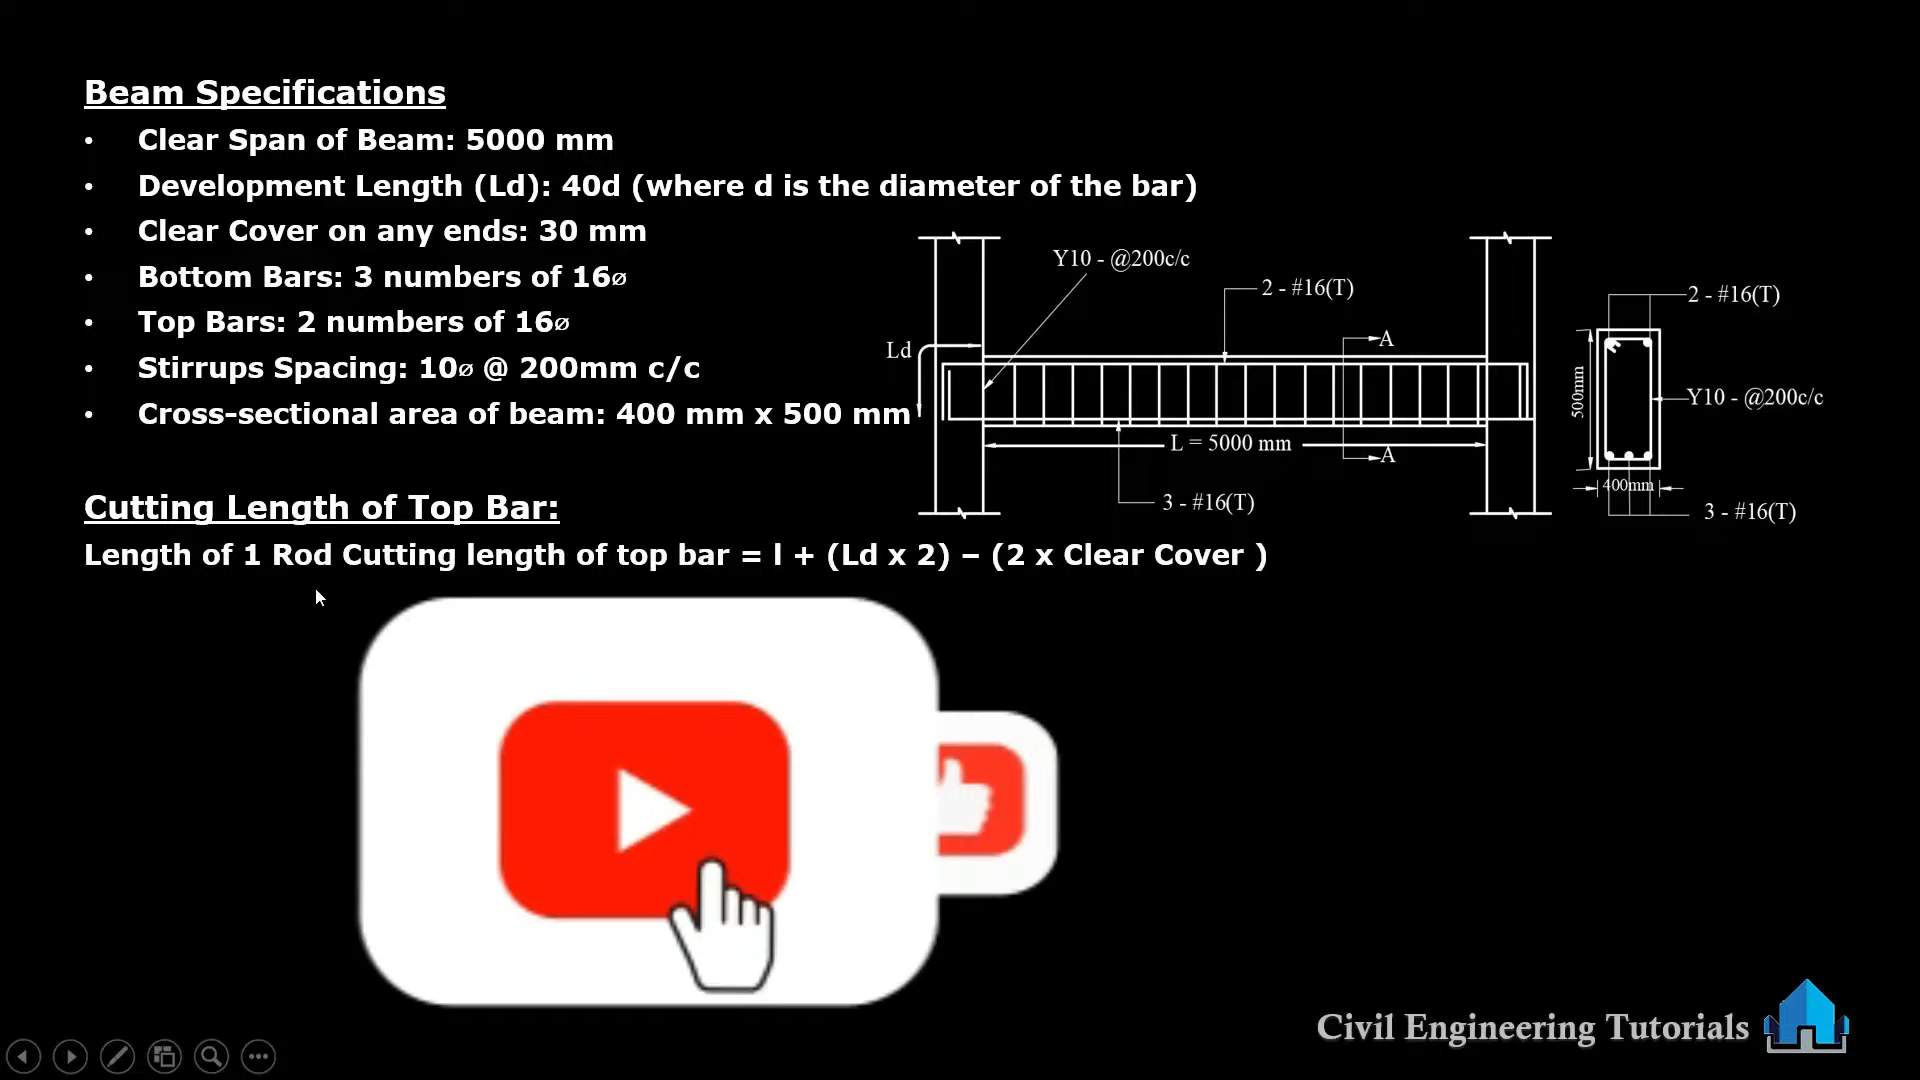 Beam Specifications
• Clear Span of Beam: 5000 mm
• Development Length (Ld): 40d (where d is the diameter of the bar)
• Clear Cover on any ends: 30 mm
• Bottom Bars: 3 numbers of 16⌀
• Top Bars: 2 numbers of 16⌀
• Stirrups Spacing: 10⌀ @ 200mm c/c
• Cross-sectional area of beam: 400 mm x 500 mm
Y10 - @200c/c
2 - #16(T)
A
Ld
L = 5000 mm
A
3 - #16(T)
2 - #16(T)
500mm
Y10 - @200c/c
400mm
3 - #16(T)
Cutting Length of Top Bar:
Length of 1 Rod Cutting length of top bar = l + (Ld x 2) – (2 x Clear Cover )
Civil Engineering Tutorials